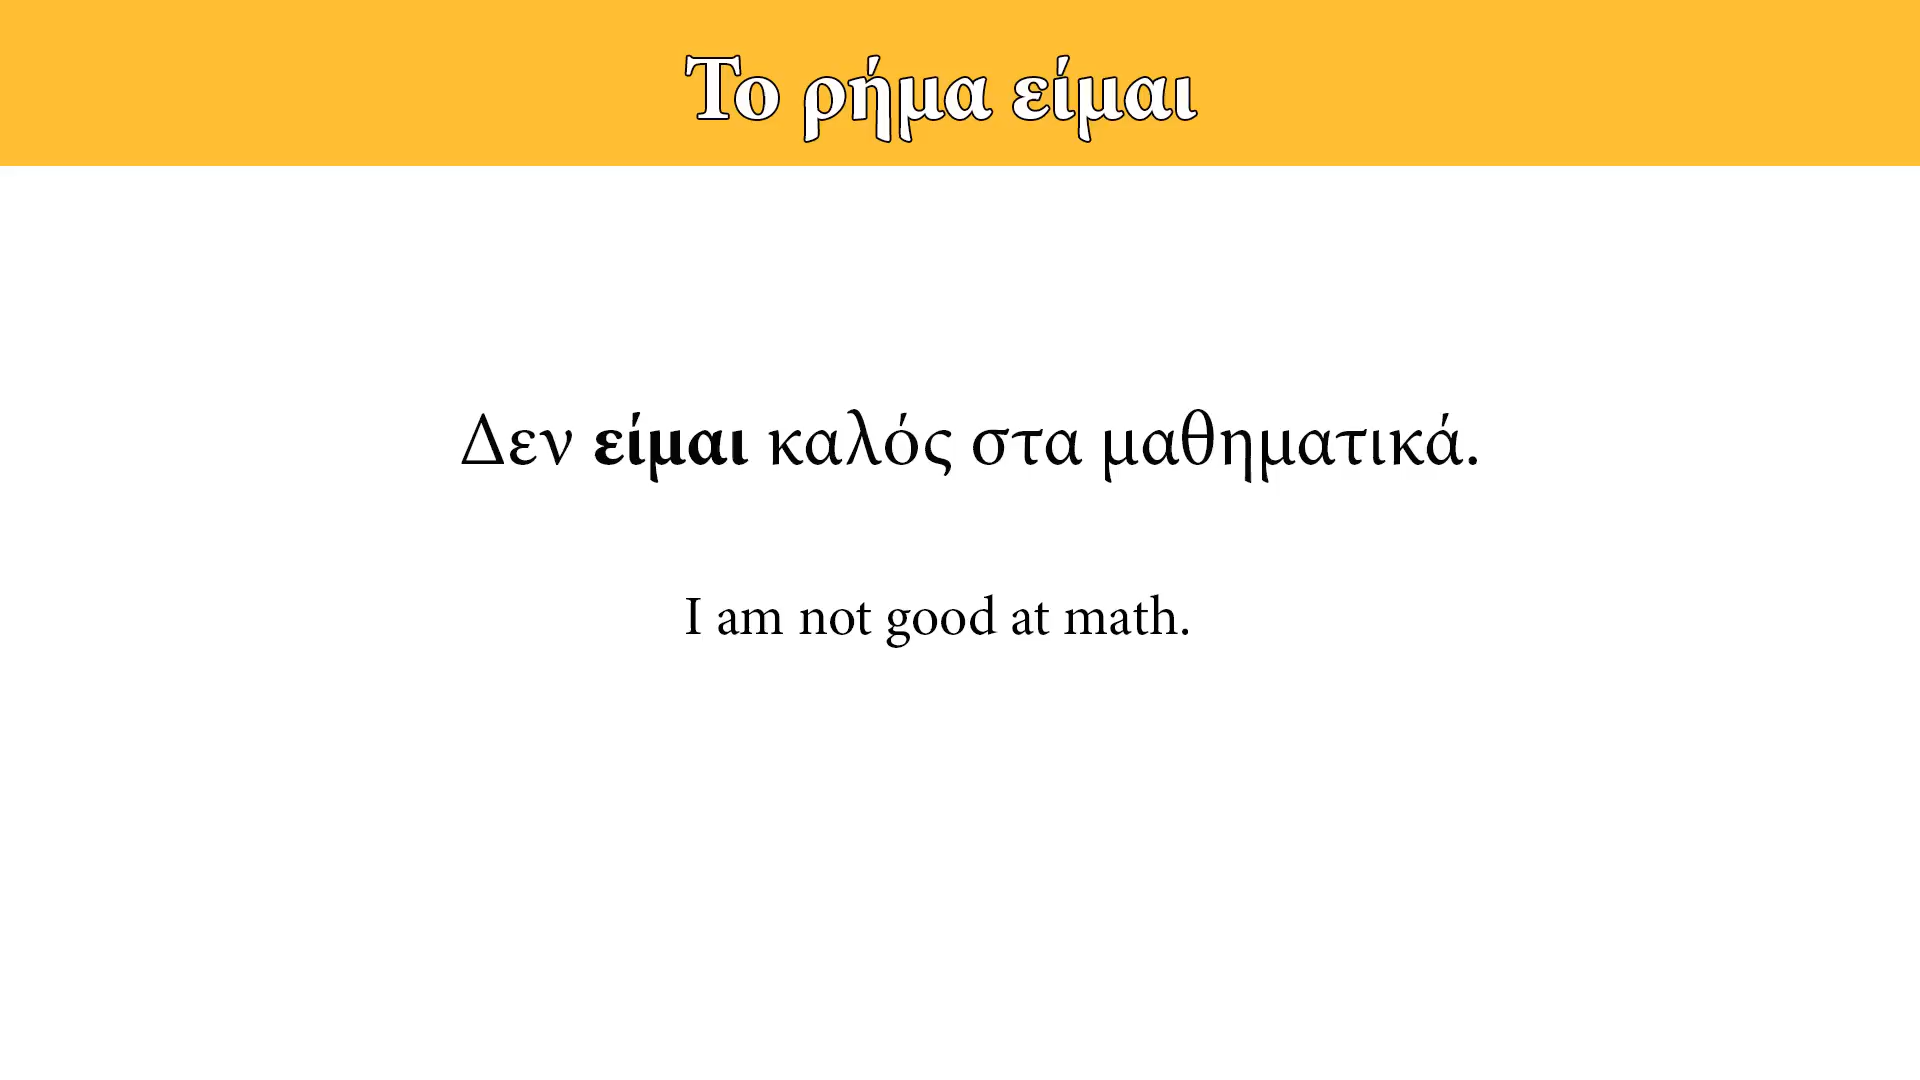 Το ρήμα είμαι
Δεν είμαι καλός στα μαθηματικά.
I am not good at math.